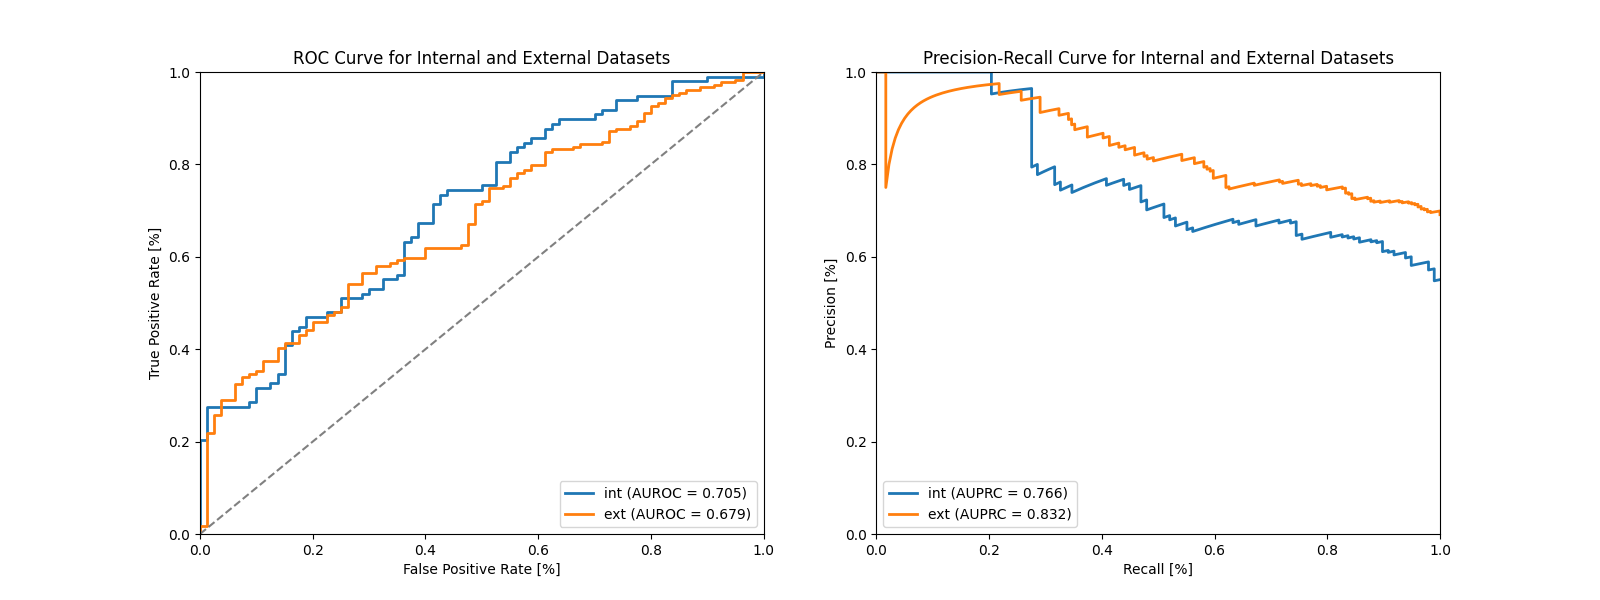 ROC Curve for Internal and External Datasets
True Positive Rate [%]
1.0
0.8
0.6
0.4
0.2
0.0
int (AUROC = 0.705)
ext (AUROC = 0.679)
0.0 0.2 0.4 0.6 0.8 1.0
False Positive Rate [%]
Precision-Recall Curve for Internal and External Datasets
Precision [%]
1.0
0.8
0.6
0.4
0.2
0.0
int (AUPRC = 0.766)
ext (AUPRC = 0.832)
0.0 0.2 0.4 0.6 0.8 1.0
Recall [%]